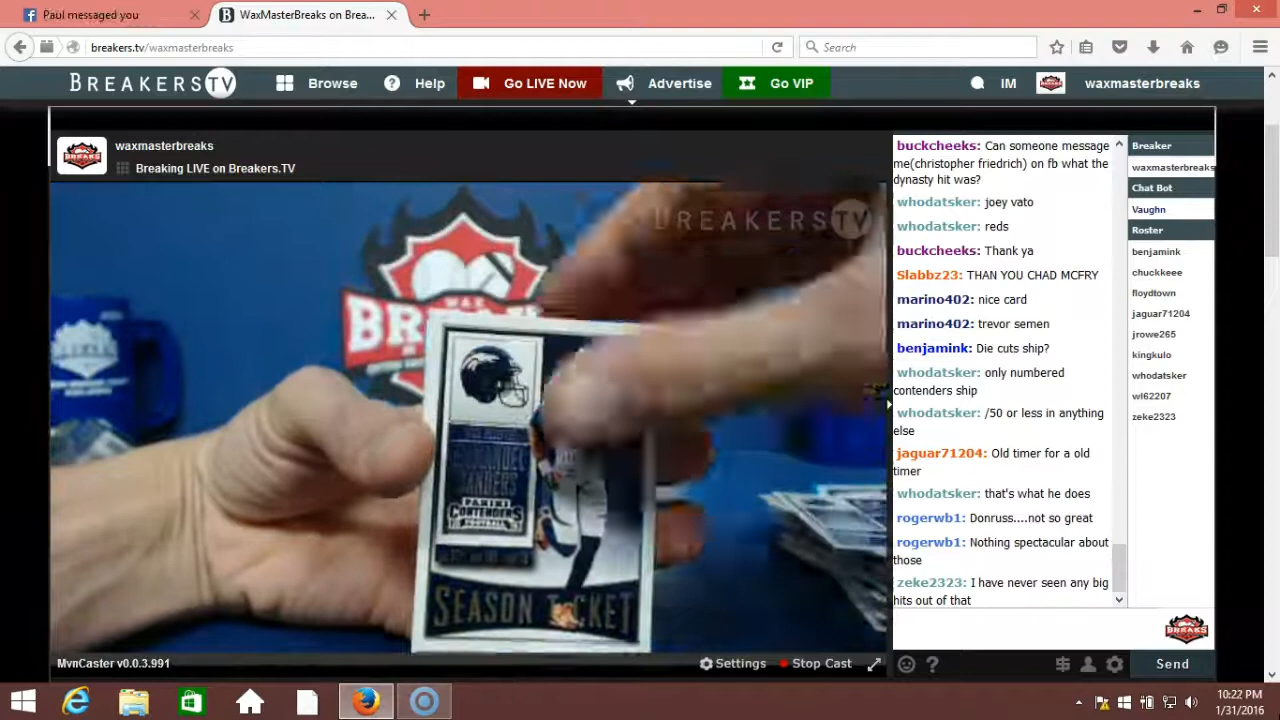 Paul messaged you
WaxMasterBreaks on Brea...
breakers.tv/waxmasterbreaks
Search
BREAKERS TV
Browse
Help
Go LIVE Now
Advertise
Go VIP
IM
waxmasterbreaks
waxmasterbreaks
Breaking LIVE on Breakers.TV
BREAKERS TV
WAX
SANDERS
PANINI
CONTENDERS
FOOTBALL
SEASON TICKET
MvnCaster v0.0.3.991
Settings
Stop Cast
buckcheeks: Can someone message
me(christopher friedrich) on fb what the
dynasty hit was?
whodatsker: joey vato
whodatsker: reds
buckcheeks: Thank ya
Slabbz23: THAN YOU CHAD MCFRY
marino402: nice card
marino402: trevor semen
benjamink: Die cuts ship?
whodatsker: only numbered
contenders ship
whodatsker: /50 or less in anything
else
jaguar71204: Old timer for a old
timer
whodatsker: that's what he does
rogerwb1: Donruss....not so great
rogerwb1: Nothing spectacular about
those
zeke2323: I have never seen any big
hits out of that
Breaker
waxmasterbreaks
Chat Bot
Vaughn
Roster
benjamink
chuckkeee
floydtown
jaguar71204
jrowe265
kingkulo
whodatsker
wl62207
zeke2323
BREAKS
Send
10:22 PM
1/31/2016